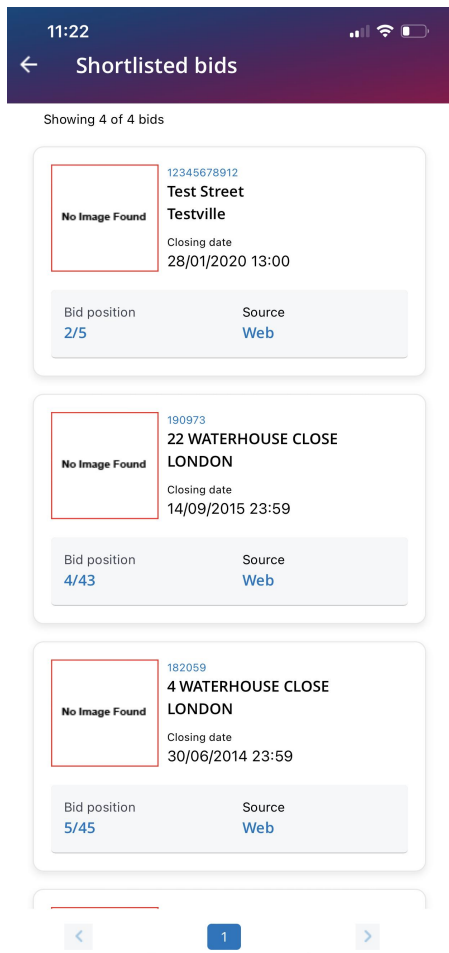 11:22
Shortlisted bids
Showing 4 of 4 bids
No Image Found
12345678912
Test Street
Testville
Closing date
28/01/2020 13:00
Bid position
Source
2/5
Web
No Image Found
190973
22 WATERHOUSE CLOSE
LONDON
Closing date
14/09/2015 23:59
Bid position
Source
4/43
Web
No Image Found
182059
4 WATERHOUSE CLOSE
LONDON
Closing date
30/06/2014 23:59
Bid position
Source
5/45
Web
1